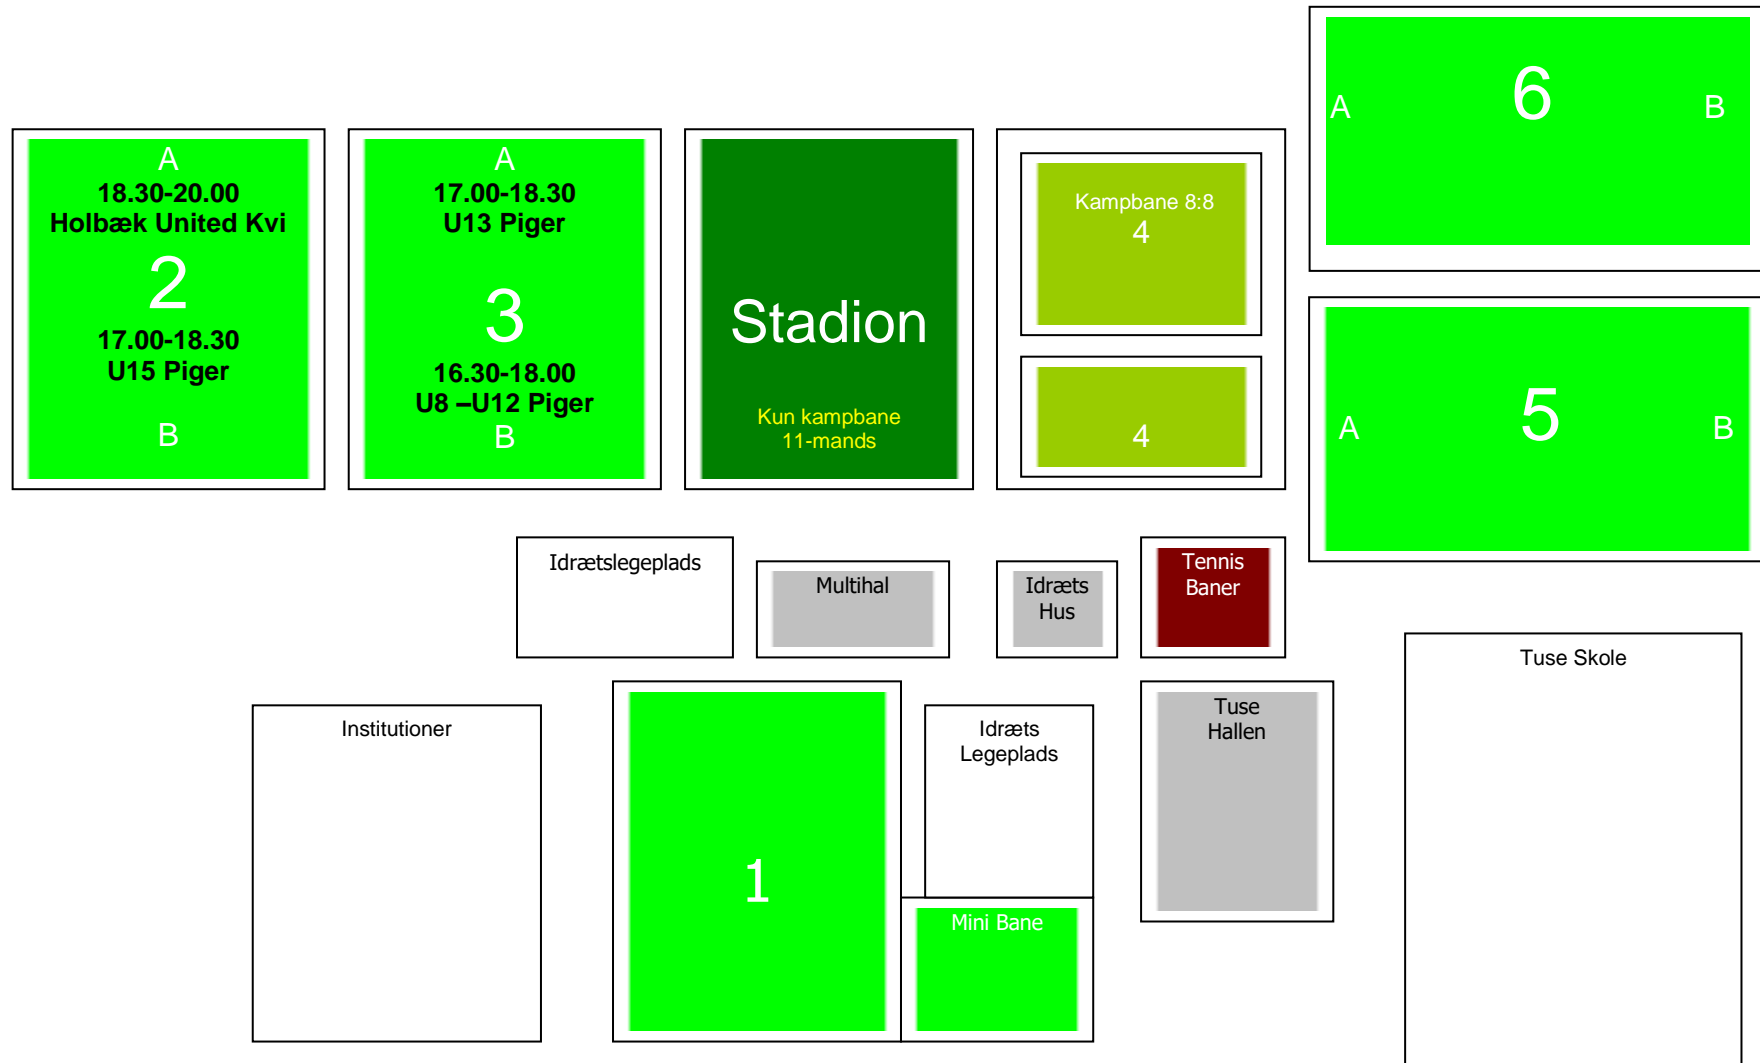 A
18.30-20.00
Holbæk United Kvi
2
17.00-18.30
U15 Piger
B
A
17.00-18.30
U13 Piger
3
16.30-18.00
U8 –U12 Piger
B
Stadion
Kun kampbane
11-mands
Kampbane 8:8
4
4
A 6 B
A 5 B
Idrætslegeplads
Multihal
Idræts
Hus
Tennis
Baner
Tuse Skole
Institutioner
1
Idræts
Legeplads
Mini Bane
Tuse
Hallen